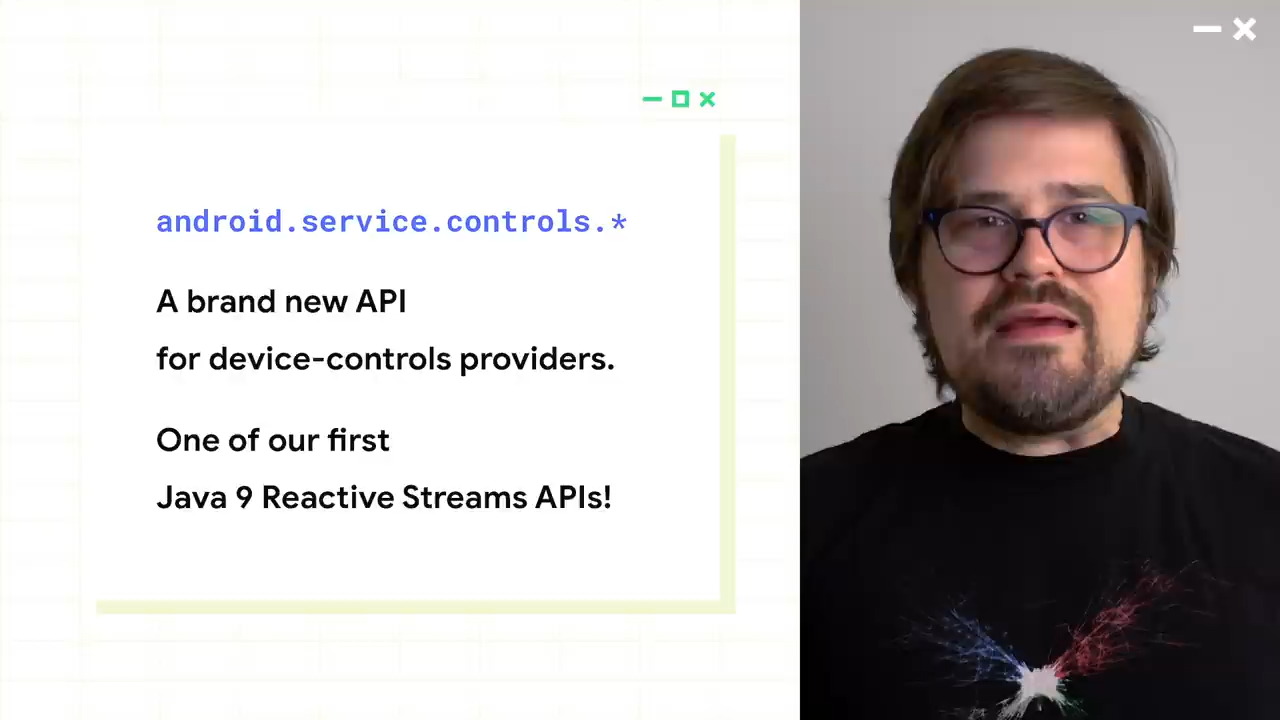 android.service.controls.*
A brand new API
for device-controls providers.
One of our first
Java 9 Reactive Streams APIs!